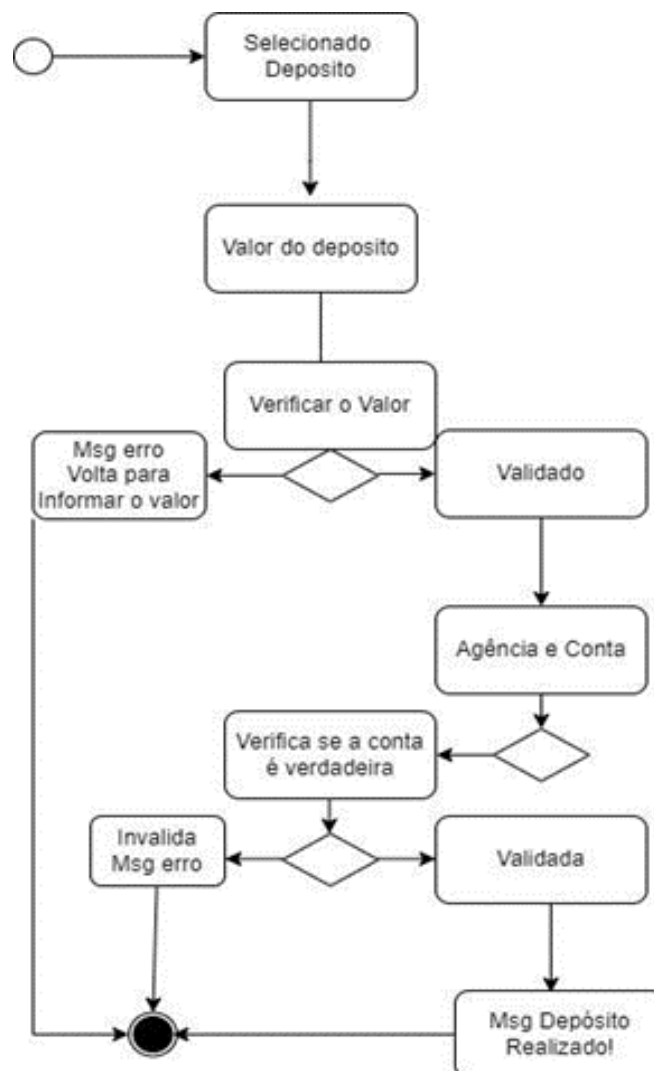 Selecionado
Deposito
Valor do deposito
Verificar o Valor
Msg erro
Volta para
Informar o valor
Validado
Agência e Conta
Verifica se a conta
é verdadeira
Invalida
Msg erro
Validada
Msg Depósito
Realizado!